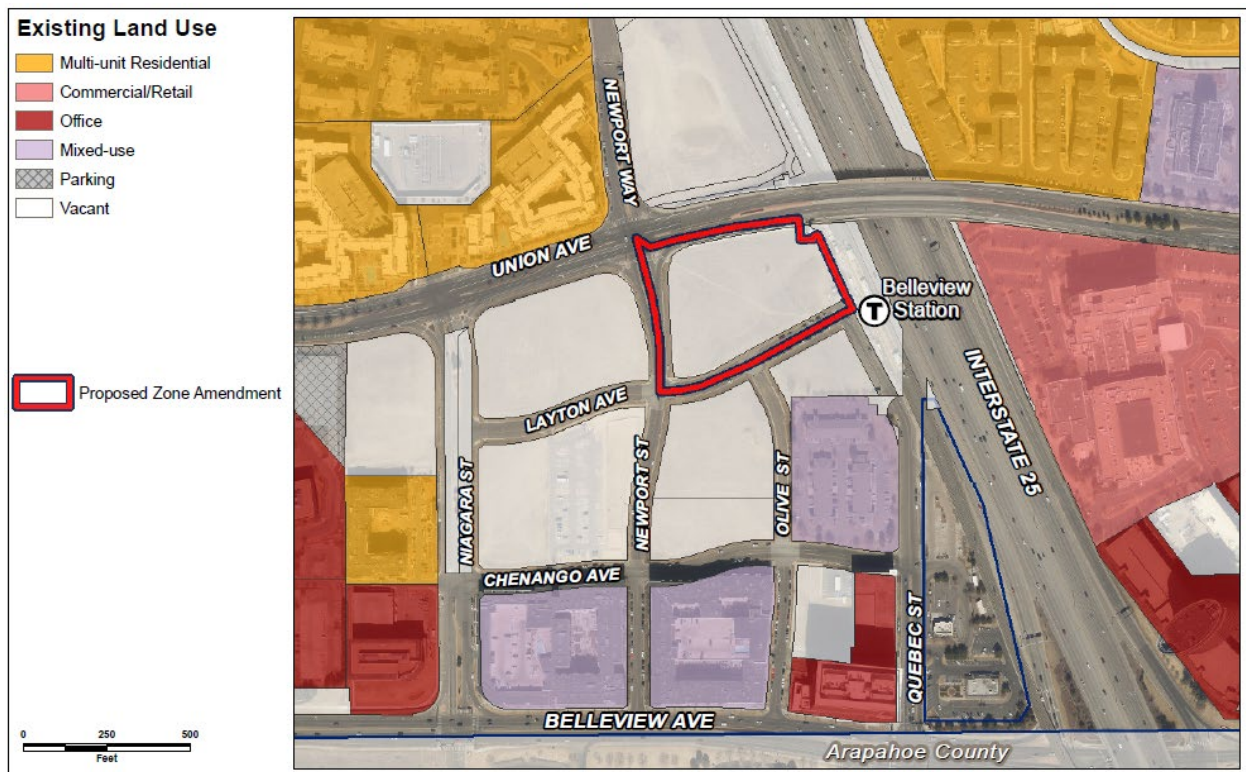 Existing Land Use
Multi-unit Residential
Commercial/Retail
Office
Mixed-use
Parking
Vacant
Proposed Zone Amendment
0 250 500
Feet
NEWPORT WAY
UNION AVE
Belleview
Station
INTERSTATE 25
LAYTON AVE
NIAGARA ST
NEWPORT ST
OLIVE ST
CHENANGO AVE
QUEBEC ST
BELLEVIEW AVE
Arapahoe County
T